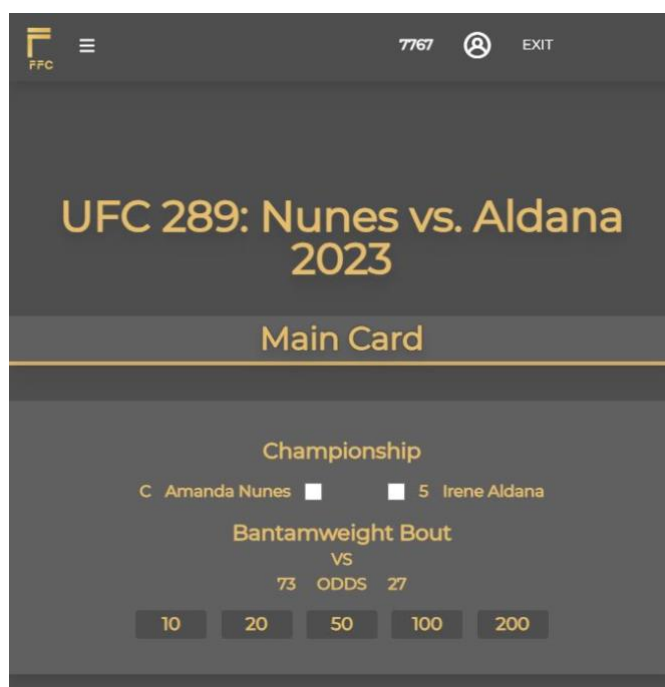 FFC
7767 EXIT
UFC 289: Nunes vs. Aldana
2023
Main Card
Championship
C Amanda Nunes 5 Irene Aldana
Bantamweight Bout
VS
73 ODDS 27
10 20 50 100 200